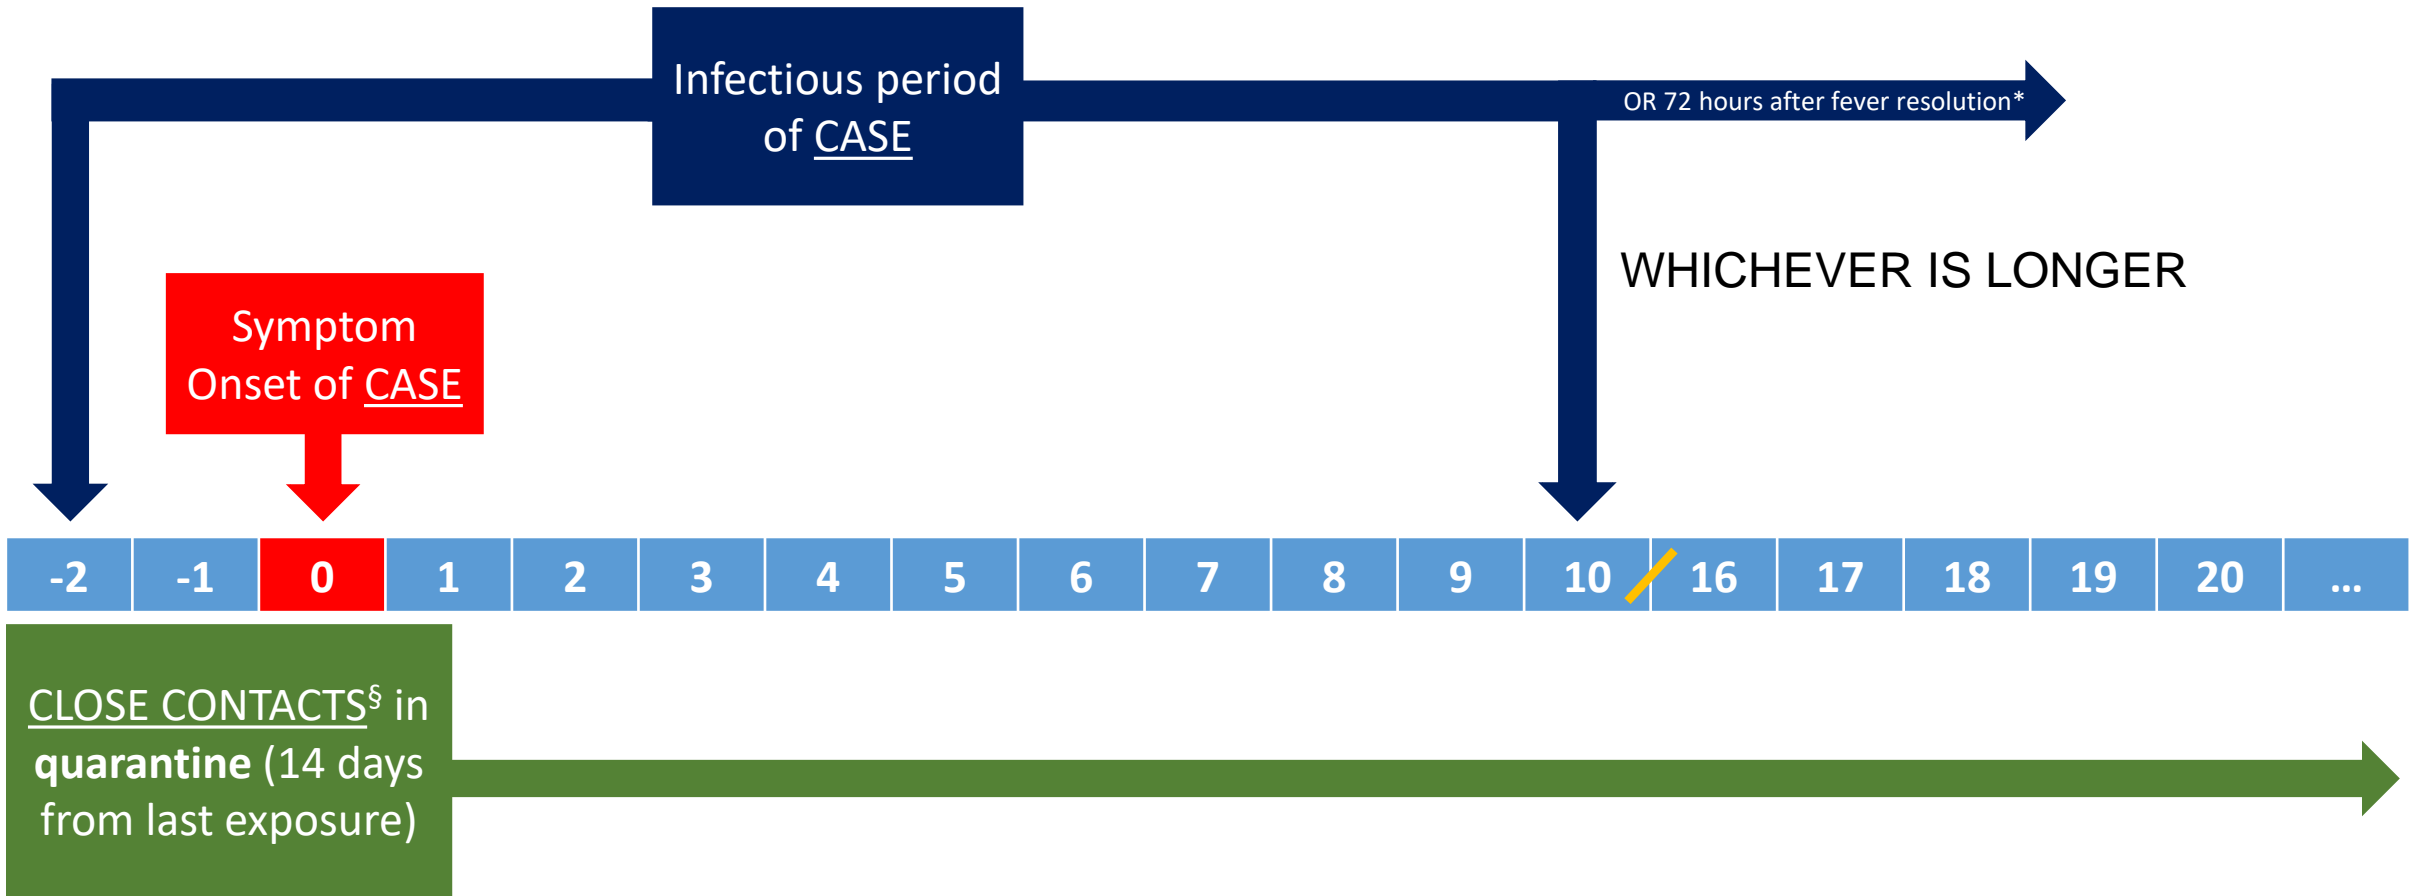 Infectious period
of CASE
OR 72 hours after fever resolution*
WHICHEVER IS LONGER
Symptom
Onset of CASE
-2 -1 0 1 2 3 4 5 6 7 8 9 10 16 17 18 19 20 ...
CLOSE CONTACTS§ in
quarantine (14 days
from last exposure)